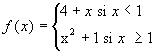 f(x) = { 4 + x si x < 1
x² + 1 si x ≥ 1